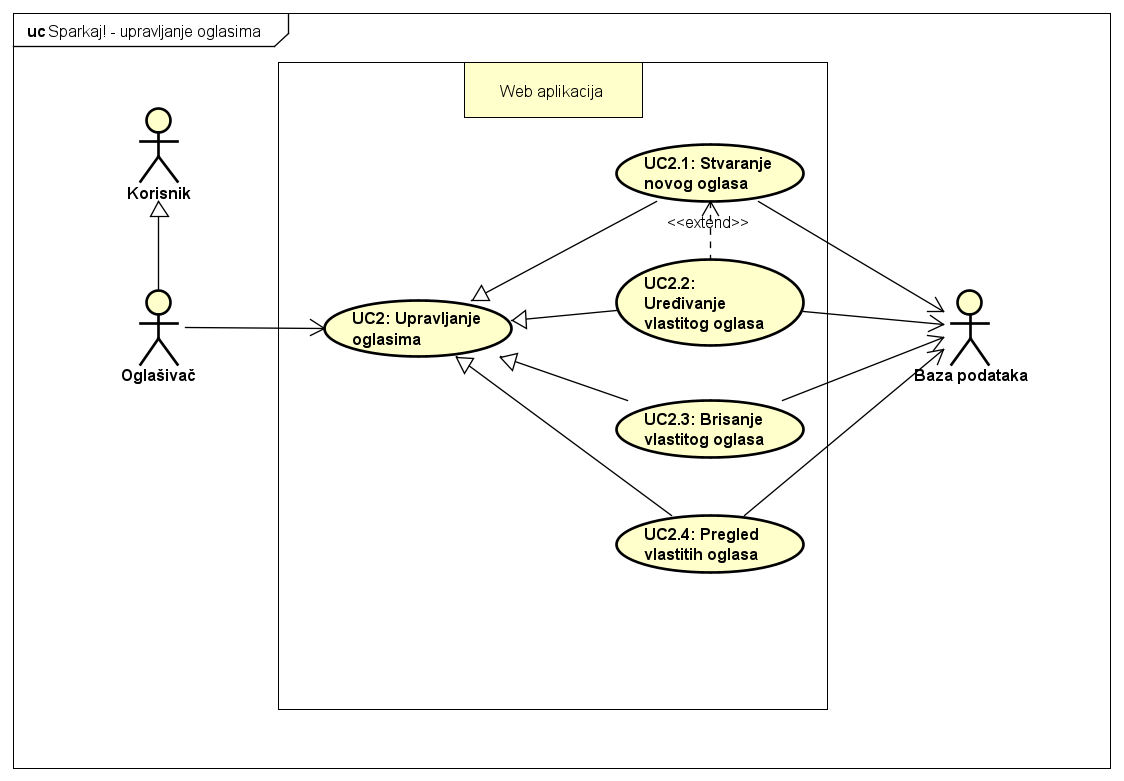 uc Sparkaj! - upravljanje oglasima
Web aplikacija
Korisnik
UC2.1: Stvaranje
novog oglasa
<<extend>>
UC2.2:
Uređivanje
vlastitog oglasa
UC2: Upravljanje
oglasima
Oglašivač
Baza podataka
UC2.3: Brisanje
vlastitog oglasa
UC2.4: Pregled
vlastitih oglasa